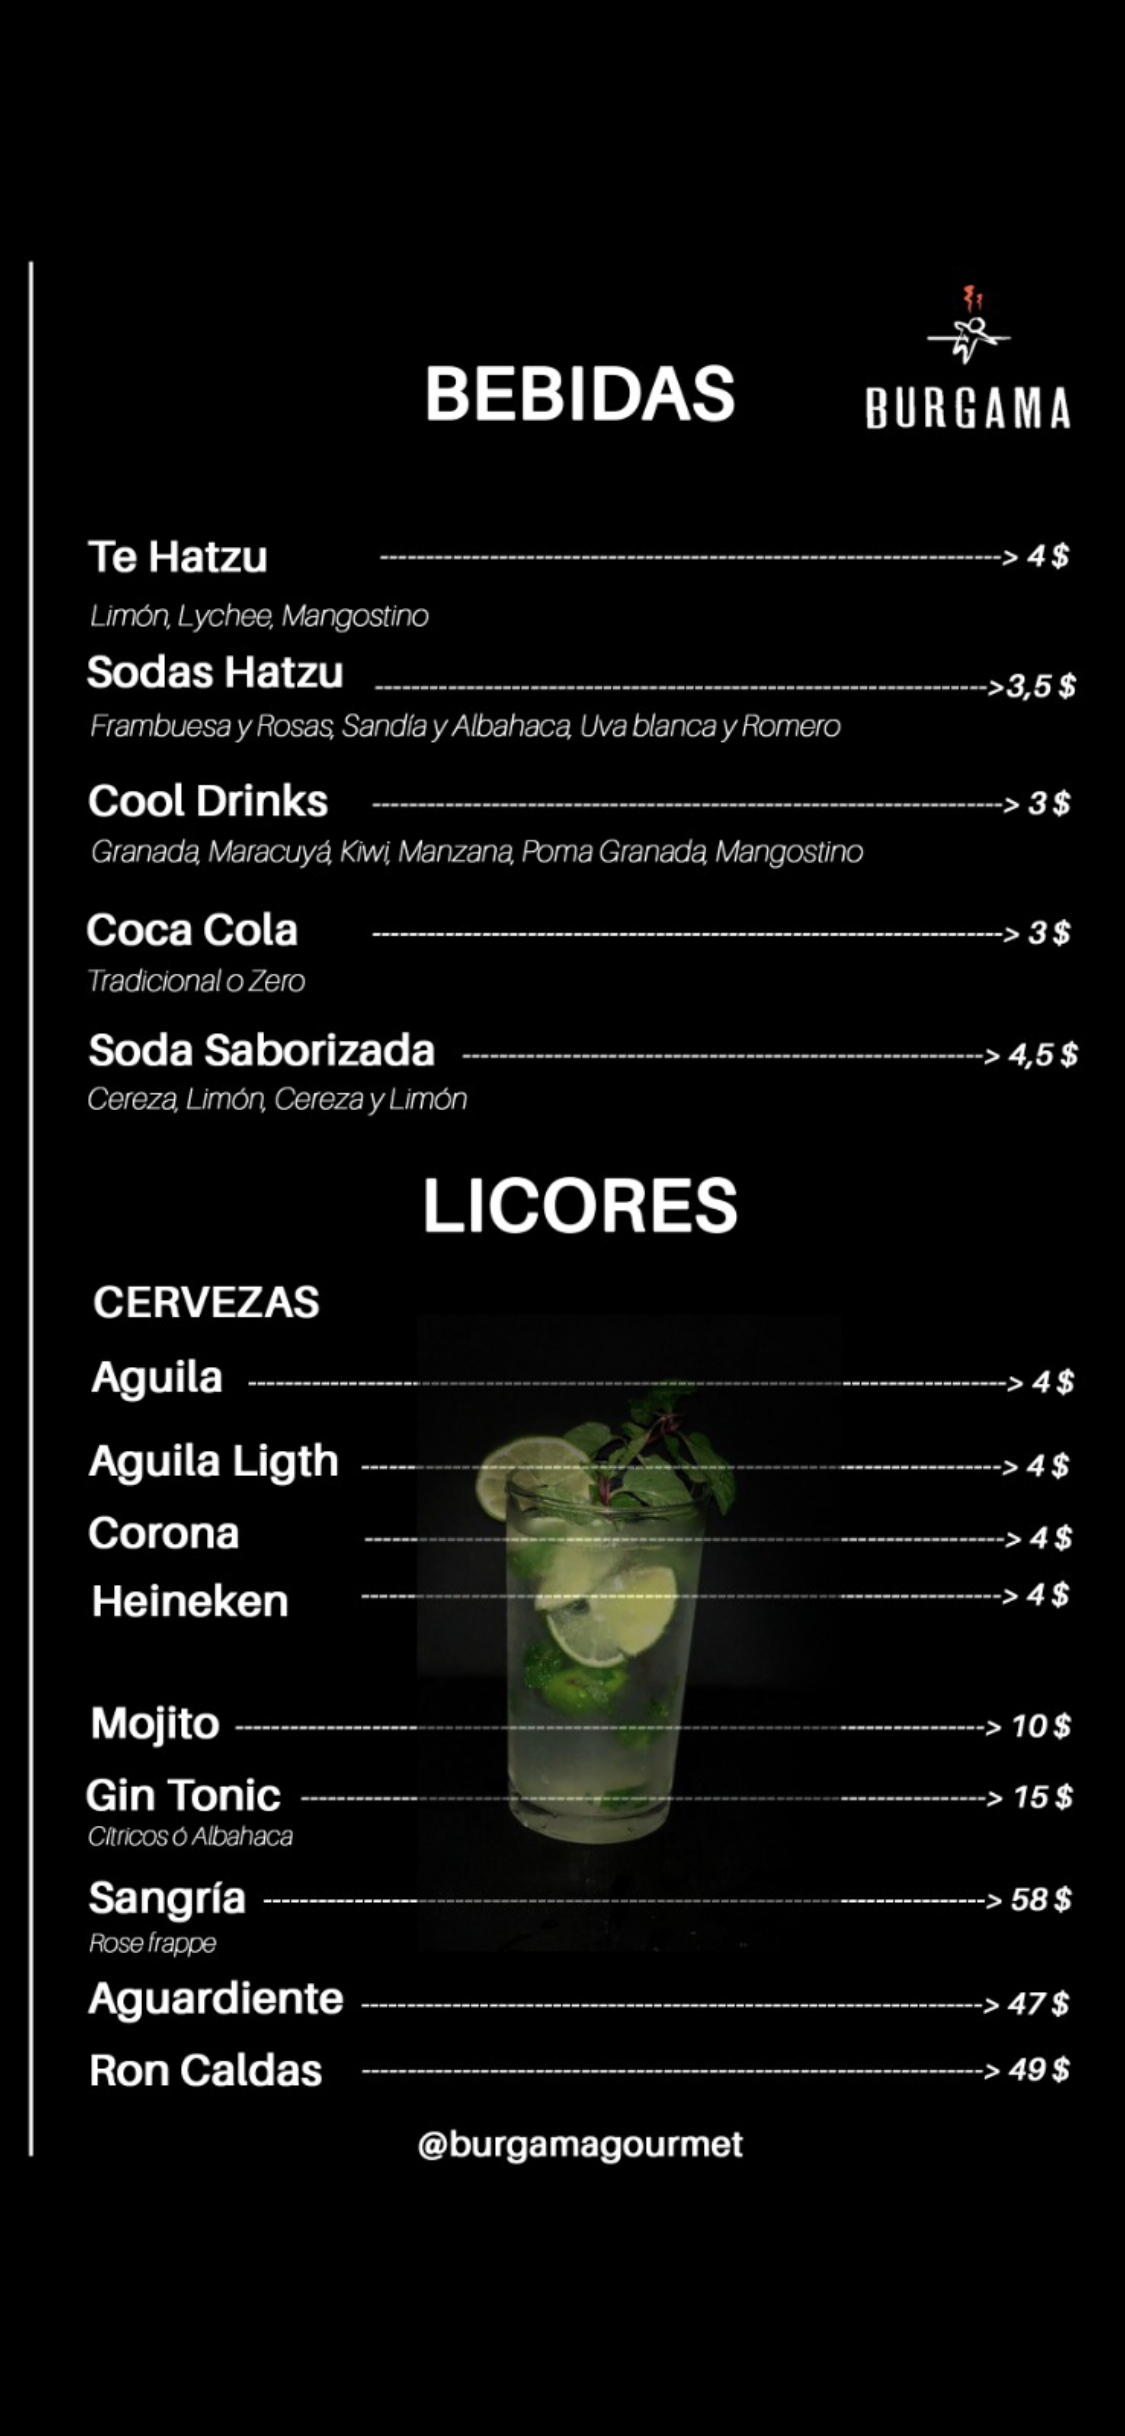 BEBIDAS
BURGAMA
Te Hatzu --------> 4 $
Limón, Lychee, Mangostino
Sodas Hatzu -------->3,5 $
Frambuesa y Rosas, Sandía y Albahaca, Uva blanca y Romero
Cool Drinks --------> 3 $
Granada, Maracuyá, Kiwi, Manzana, Poma Granada, Mangostino
Coca Cola --------> 3 $
Tradicional o Zero
Soda Saborizada --------> 4,5 $
Cereza, Limón, Cereza y Limón
LICORES
CERVEZAS
Aguila --------> 4 $
Aguila Ligth --------> 4 $
Corona --------> 4 $
Heineken --------> 4 $
Mojito --------> 10 $
Gin Tonic --------> 15 $
Cítricos ó Albahaca
Sangría --------> 58 $
Rose frappe
Aguardiente --------> 47 $
Ron Caldas --------> 49 $
@burgamagourmet